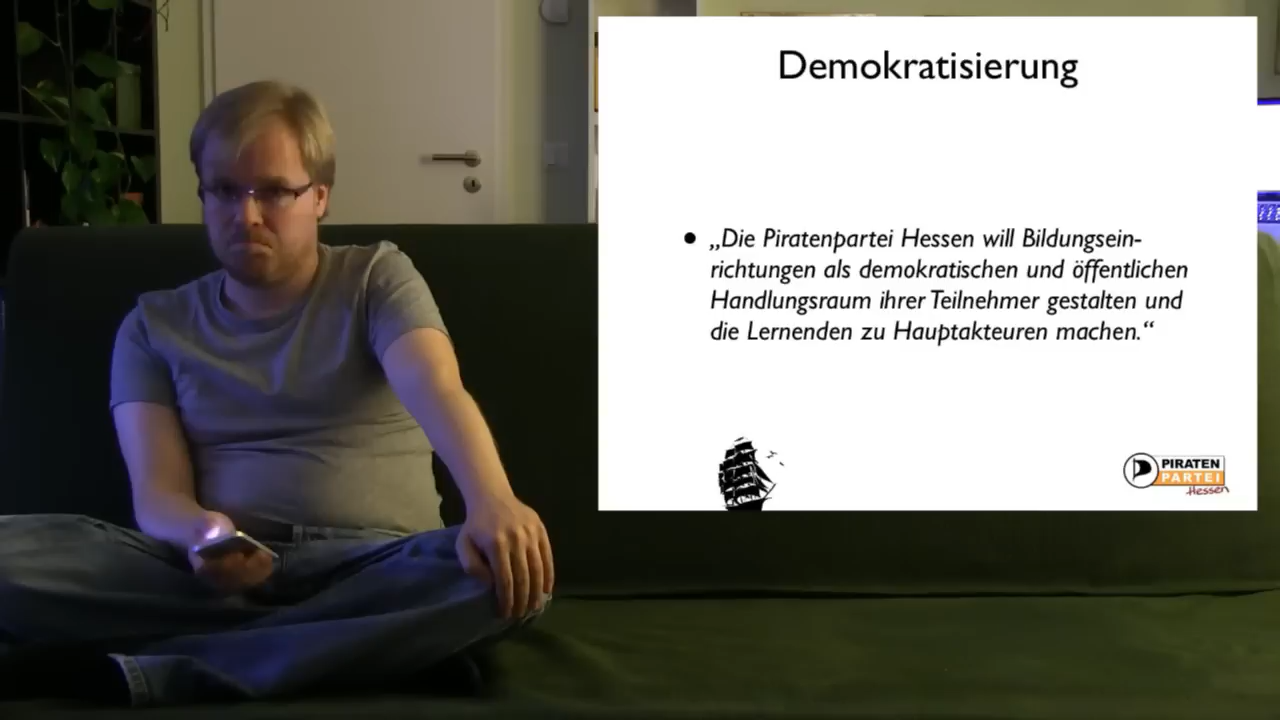 Demokratisierung
• „Die Piratenpartei Hessen will Bildungsein-
richtungen als demokratischen und öffentlichen
Handlungsraum ihrer Teilnehmer gestalten und
die Lernenden zu Hauptakteuren machen.“
PIRATEN
PARTEI
Hessen